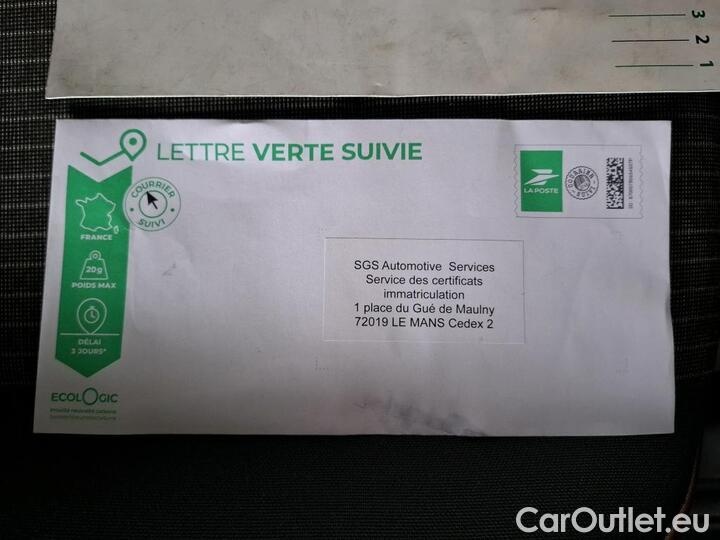 3
2
1
LETTRE VERTE SUIVIE
COURRIER
SUIVI
LA POSTE
FRANCE
20g
POIDS MAX
DÉLAI
3 JOURS*
ECOLOGIC
SGS Automotive Services
Service des certificats
immatriculation
1 place du Gué de Maulny
72019 LE MANS Cedex 2
CarOutlet.eu